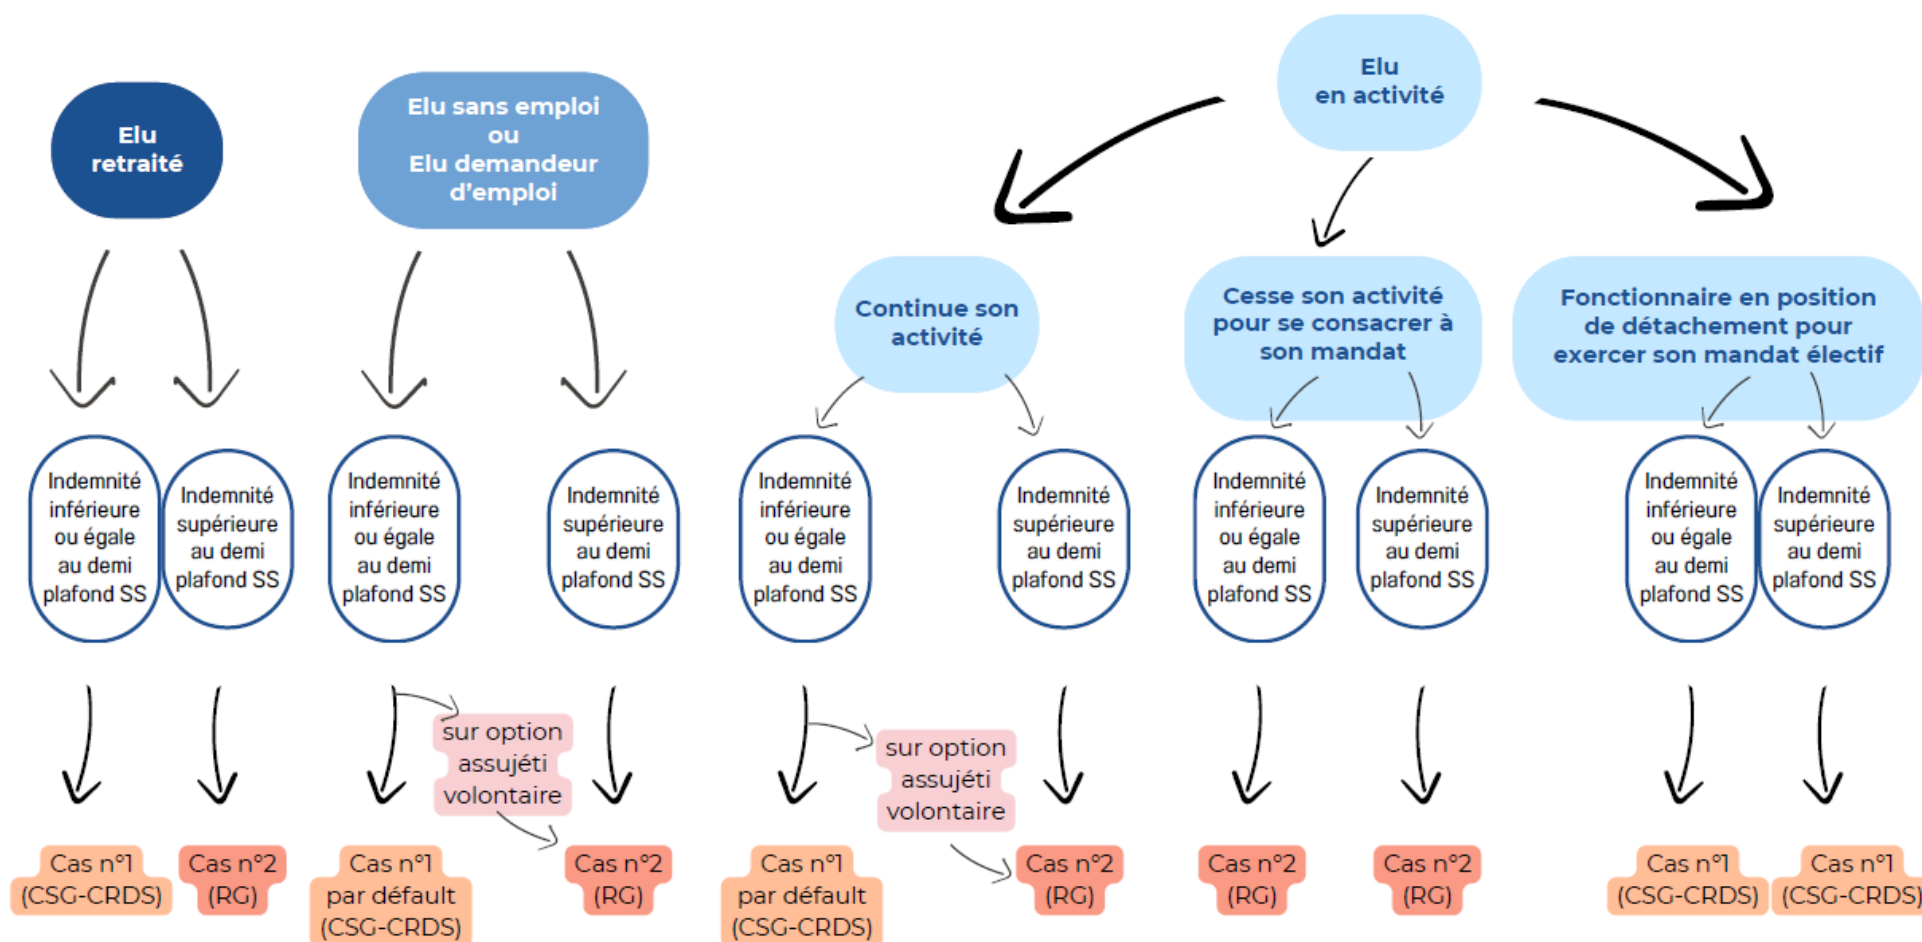 Elu
retraité
Elu sans emploi
ou
Elu demandeur
d'emploi
Elu
en activité
Continue son
activité
Cesse son activité
pour se consacrer à
son mandat
Fonctionnaire en position
de détachement pour
exercer son mandat électif
Indemnité
inférieure
ou égale
au demi
plafond SS
Indemnité
supérieure
au demi
plafond SS
Indemnité
inférieure
ou égale
au demi
plafond SS
Indemnité
supérieure
au demi
plafond SS
Indemnité
inférieure
ou égale
au demi
plafond SS
Indemnité
supérieure
au demi
plafond SS
Indemnité
inférieure
ou égale
au demi
plafond SS
Indemnité
supérieure
au demi
plafond SS
Indemnité
inférieure
ou égale
au demi
plafond SS
Indemnité
supérieure
au demi
plafond SS
sur option
assujéti
volontaire
sur option
assujéti
volontaire
Cas n°1
(CSG-CRDS)
Cas n°2
(RG)
Cas n°1
par défault
(CSG-CRDS)
Cas n°2
(RG)
Cas n°1
par défault
(CSG-CRDS)
Cas n°2
(RG)
Cas n°2
(RG)
Cas n°2
(RG)
Cas n°1
(CSG-CRDS)
Cas n°1
(CSG-CRDS)